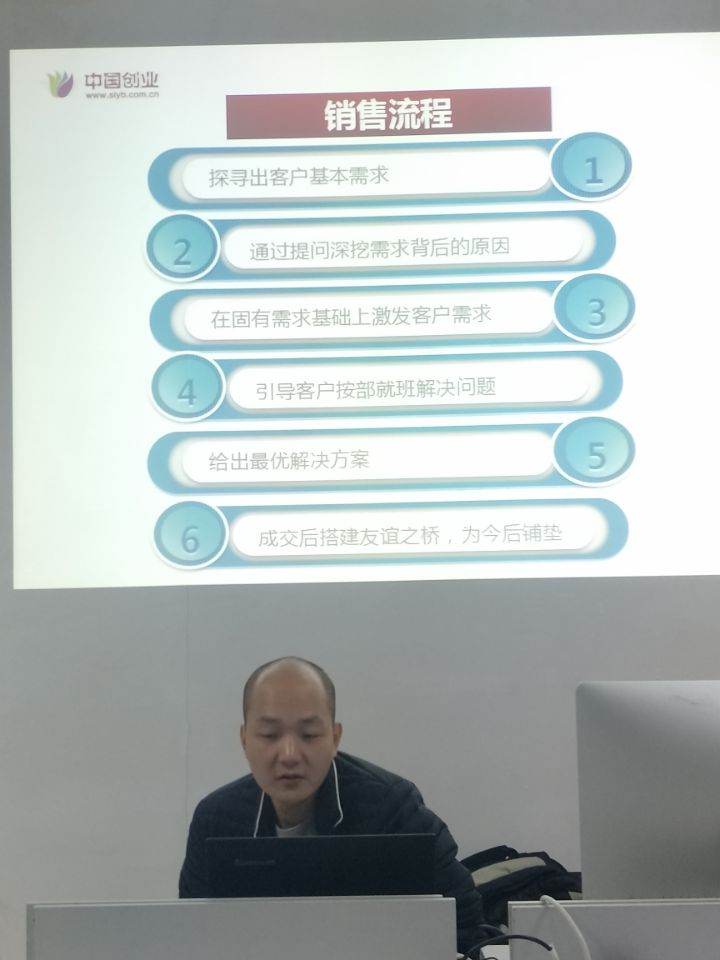 中国创业
www.siyb.com.cn
销售流程
探寻出客户基本需求
1
2
通过提问深挖需求背后的原因
在固有需求基础上激发客户需求
3
4
引导客户按部就班解决问题
给出最优解决方案
5
6
成交后搭建友谊之桥，为今后铺垫